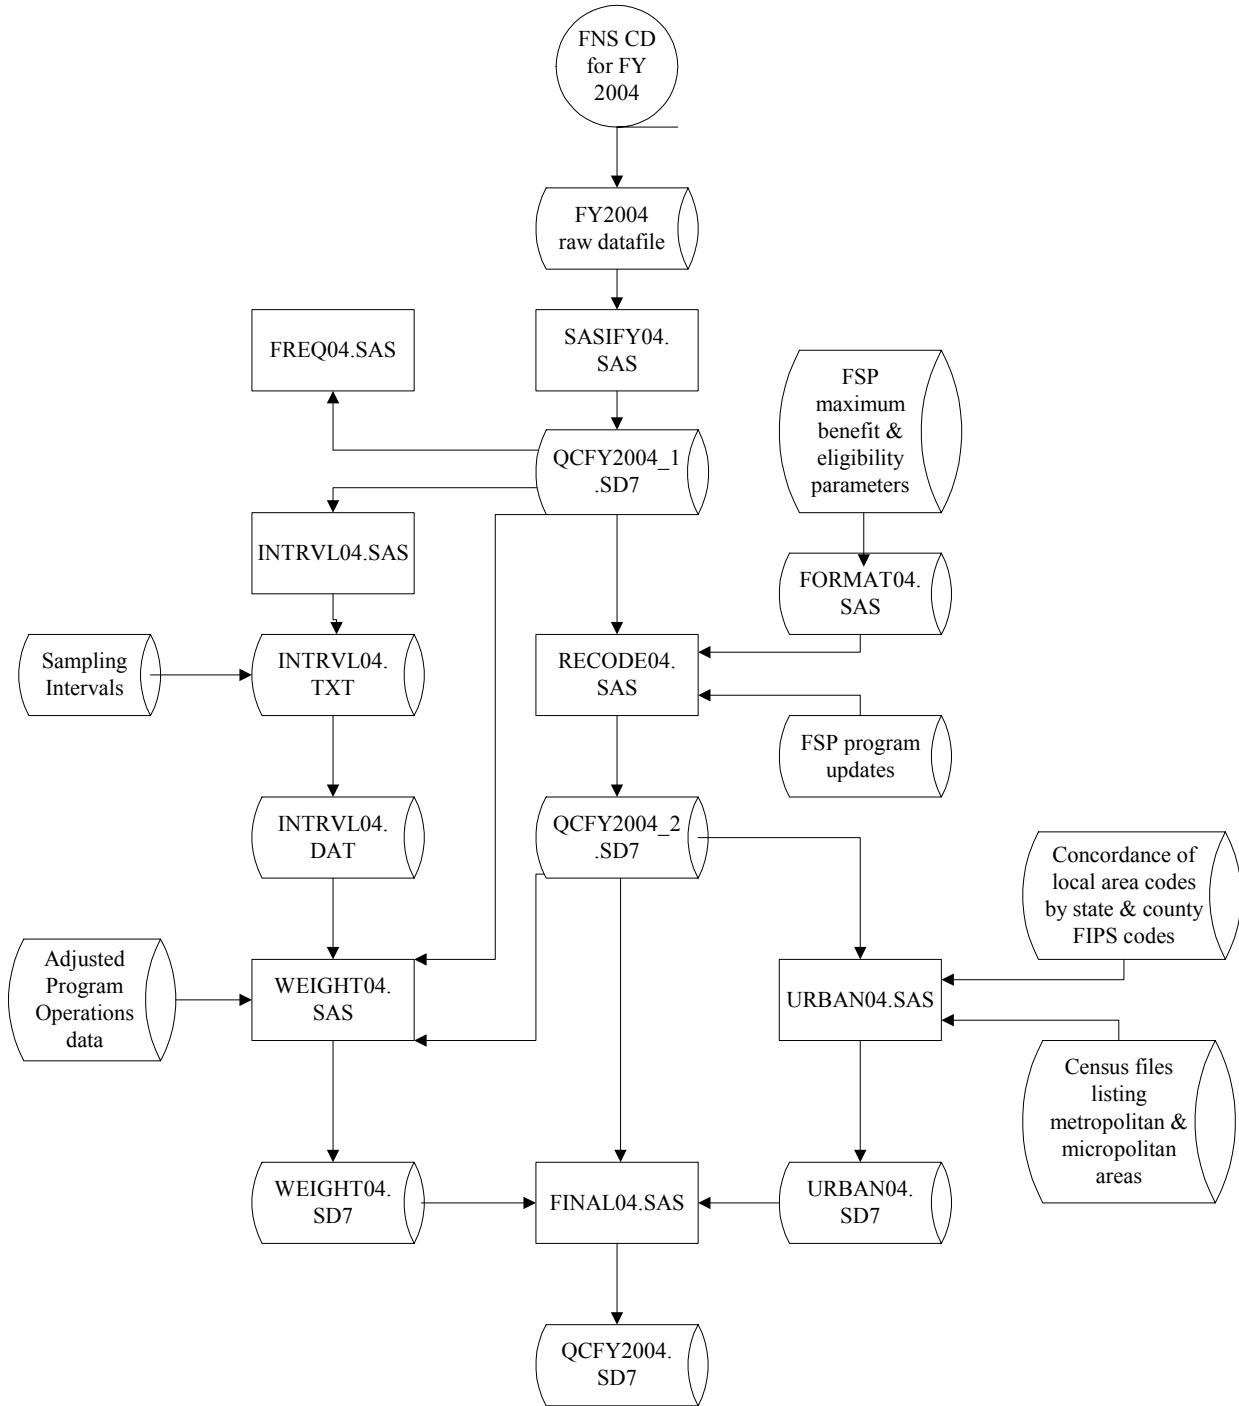 FNS CD
for FY
2004
FY2004
raw datafile
FREQ04.SAS
SASIFY04.
SAS
FSP
maximum
benefit &
eligibility
parameters
QCFY2004_1
.SD7
INTRVL04.SAS
FORMAT04.
SAS
Sampling
Intervals
INTRVL04.
TXT
RECODE04.
SAS
FSP program
updates
INTRVL04.
DAT
QCFY2004_2
.SD7
Concordance of
local area codes
by state & county
FIPS codes
Adjusted
Program
Operations
data
WEIGHT04.
SAS
URBAN04.SAS
Census files
listing
metropolitan &
micropolitan
areas
WEIGHT04.
SD7
FINAL04.SAS
URBAN04.
SD7
QCFY2004.
SD7